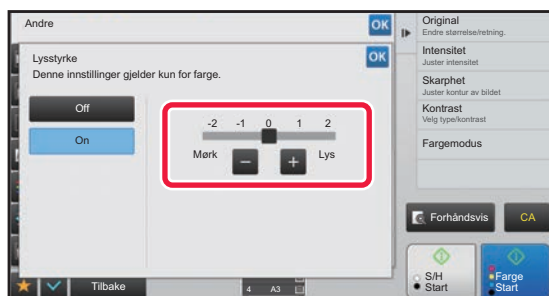 Andre
OK
Lysstyrke
OK
Denne innstillinger gjelder kun for farge.
Off
On
-2 -1 0 1 2
Mørk
Lys
Tilbake
4 A3
Original
Endre størrelse/retning.
Intensitet
Juster intensitet
Skarphet
Juster kontur av bildet
Kontrast
Velg type/kontrast
Fargemodus
Forhåndsvis
CA
S/H
Start
Farge
Start